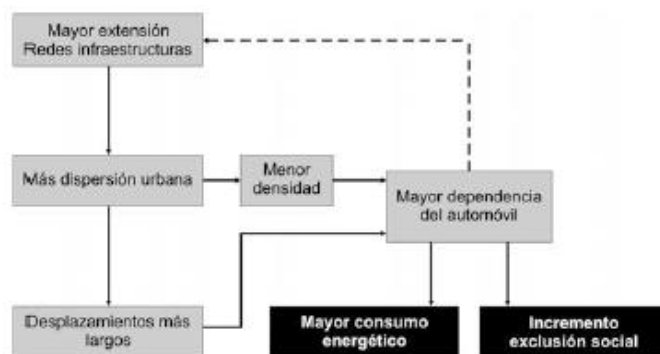 Mayor extensión
Redes infraestructuras
Más dispersión urbana
Menor
densidad
Mayor dependencia
del automóvil
Desplazamientos más
largos
Mayor consumo
energético
Incremento
exclusión social